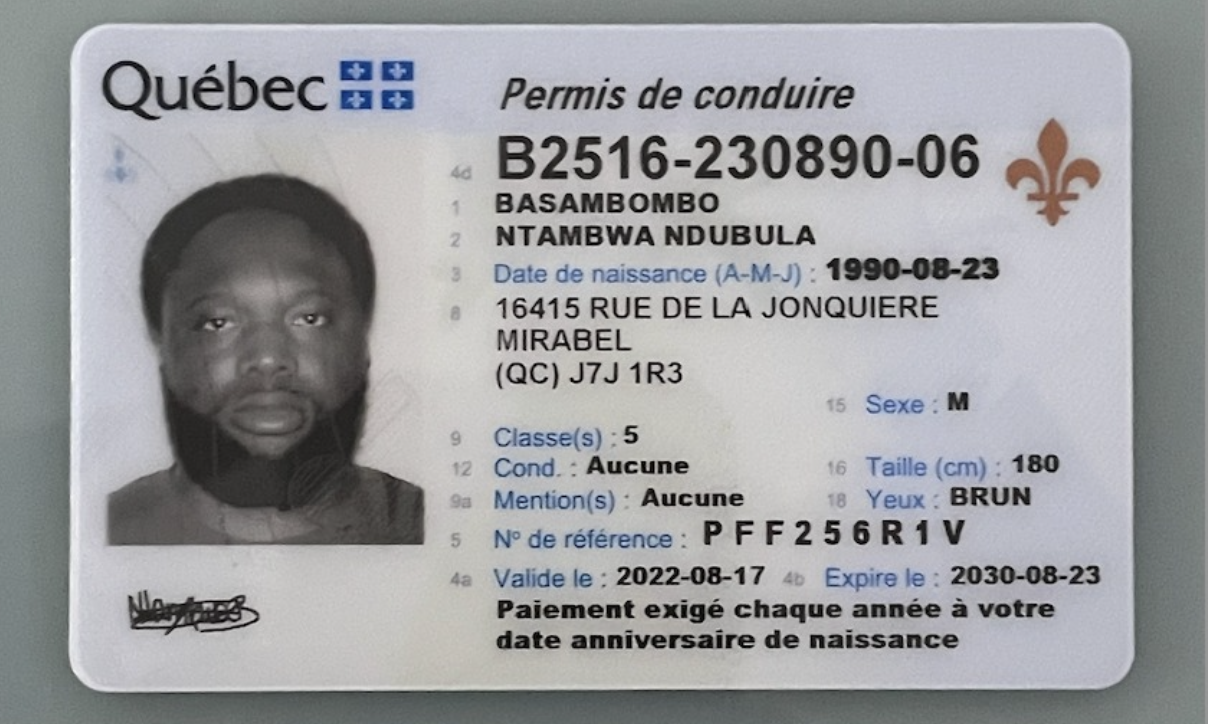 Québec
Permis de conduire
4d B2516-230890-06
1 BASAMBOMBO
2 NTAMBWA NDUBULA
3 Date de naissance (A-M-J) : 1990-08-23
8 16415 RUE DE LA JONQUIERE
MIRABEL
(QC) J7J 1R3
15 Sexe : M
9 Classe(s) : 5
12 Cond. : Aucune 16 Taille (cm) : 180
9a Mention(s) : Aucune 18 Yeux : BRUN
5 Nº de référence : PFF256R1V
4a Valide le : 2022-08-17 4b Expire le : 2030-08-23
Paiement exigé chaque année à votre
date anniversaire de naissance